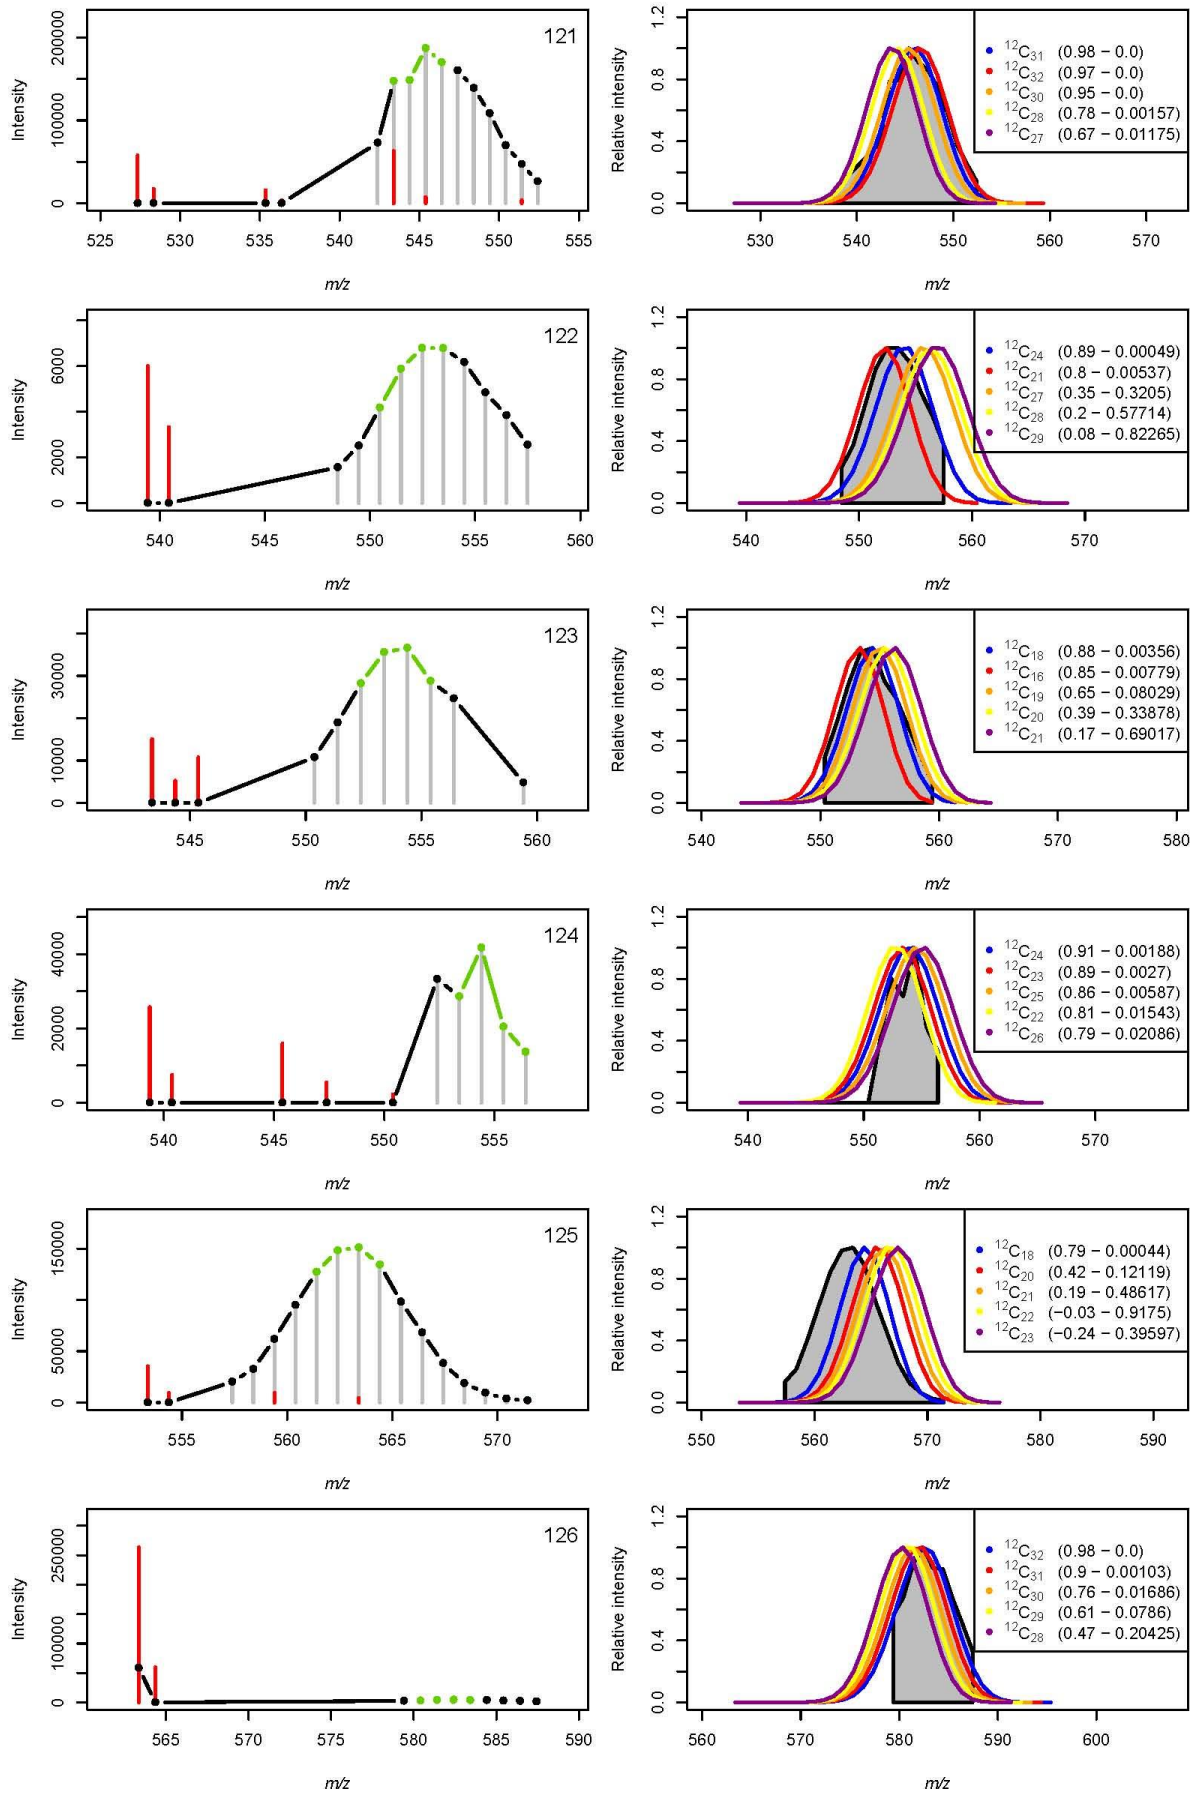 121
Intensity
0 100000 200000
525 530 535 540 545 550 555
m/z
Relative intensity
0.0 0.4 0.8 1.2
530 540 550 560 570
m/z
¹²C₃₁ (0.98 − 0.0)
¹²C₃₂ (0.97 − 0.0)
¹²C₃₀ (0.95 − 0.0)
¹²C₂₈ (0.78 − 0.00157)
¹²C₂₇ (0.67 − 0.01175)
122
Intensity
0 2000 6000
540 545 550 555 560
m/z
Relative intensity
0.0 0.4 0.8 1.2
540 550 560 570
m/z
¹²C₂₄ (0.89 − 0.00049)
¹²C₂₁ (0.8 − 0.00537)
¹²C₂₇ (0.35 − 0.3205)
¹²C₂₈ (0.2 − 0.57714)
¹²C₂₉ (0.08 − 0.82265)
123
Intensity
0 10000 30000
545 550 555 560
m/z
Relative intensity
0.0 0.4 0.8 1.2
540 550 560 570 580
m/z
¹²C₁₈ (0.88 − 0.00356)
¹²C₁₆ (0.85 − 0.00779)
¹²C₁₉ (0.65 − 0.08029)
¹²C₂₀ (0.39 − 0.33878)
¹²C₂₁ (0.17 − 0.69017)
124
Intensity
0 20000 40000
540 545 550 555
m/z
Relative intensity
0.0 0.4 0.8 1.2
540 550 560 570
m/z
¹²C₂₄ (0.91 − 0.00188)
¹²C₂₃ (0.89 − 0.0027)
¹²C₂₅ (0.86 − 0.00587)
¹²C₂₂ (0.81 − 0.01543)
¹²C₂₆ (0.79 − 0.02086)
125
Intensity
0 50000 150000
555 560 565 570
m/z
Relative intensity
0.0 0.4 0.8 1.2
550 560 570 580 590
m/z
¹²C₁₈ (0.79 − 0.00044)
¹²C₂₀ (0.42 − 0.12119)
¹²C₂₁ (0.19 − 0.48617)
¹²C₂₂ (−0.03 − 0.9175)
¹²C₂₃ (−0.24 − 0.39597)
126
Intensity
0 100000 250000
565 570 575 580 585 590
m/z
Relative intensity
0.0 0.4 0.8 1.2
560 570 580 590 600
m/z
¹²C₃₂ (0.98 − 0.0)
¹²C₃₁ (0.9 − 0.00103)
¹²C₃₀ (0.76 − 0.01686)
¹²C₂₉ (0.61 − 0.0786)
¹²C₂₈ (0.47 − 0.20425)